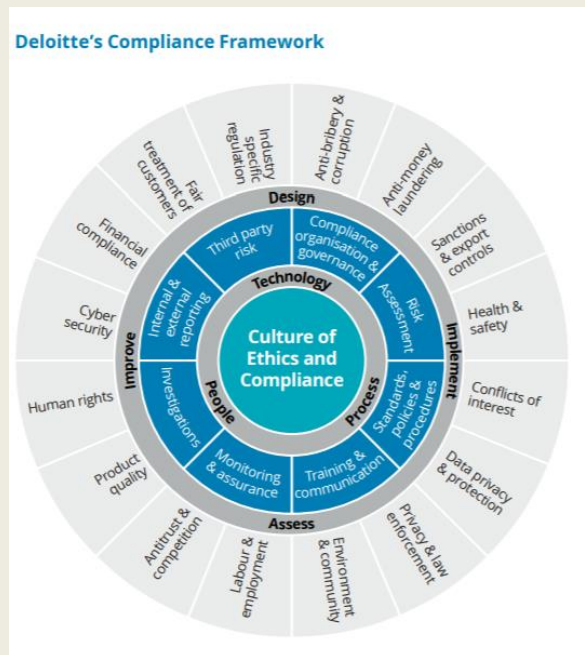 Deloitte’s Compliance Framework
Anti-bribery &
corruption
Anti-money
laundering
Sanctions
& export
controls
Health &
safety
Conflicts of
interest
Data privacy
& protection
Privacy & law
enforcement
Environment
& community
Labour &
employment
Antitrust &
competition
Product
quality
Human rights
Cyber
security
Financial
compliance
Fair
treatment of
customers
Industry
specific
regulation
Design
Implement
Assess
Improve
Compliance
organisation &
governance
Risk
Assessment
Standards,
policies &
procedures
Training &
communication
Monitoring
& assurance
Investigations
Internal &
external
reporting
Third party
risk
Technology
Process
People
Culture of
Ethics and
Compliance